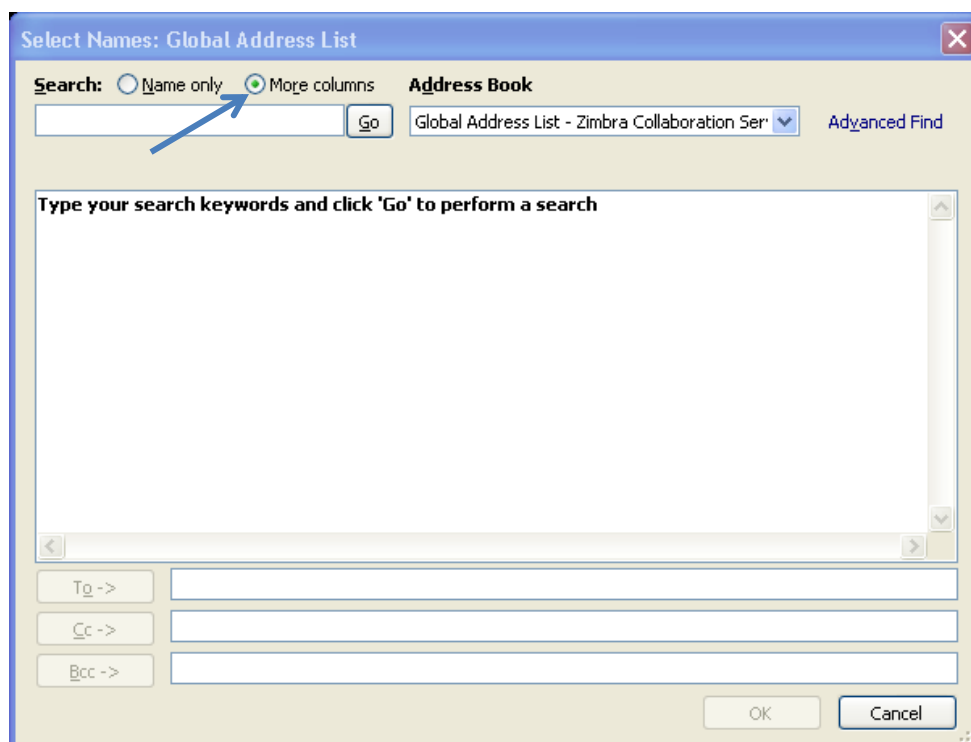 Select Names: Global Address List
Search: Name only More columns Address Book
Go Global Address List - Zimbra Collaboration Ser Advanced Find
Type your search keywords and click 'Go' to perform a search
To ->
Cc ->
Bcc ->
OK Cancel